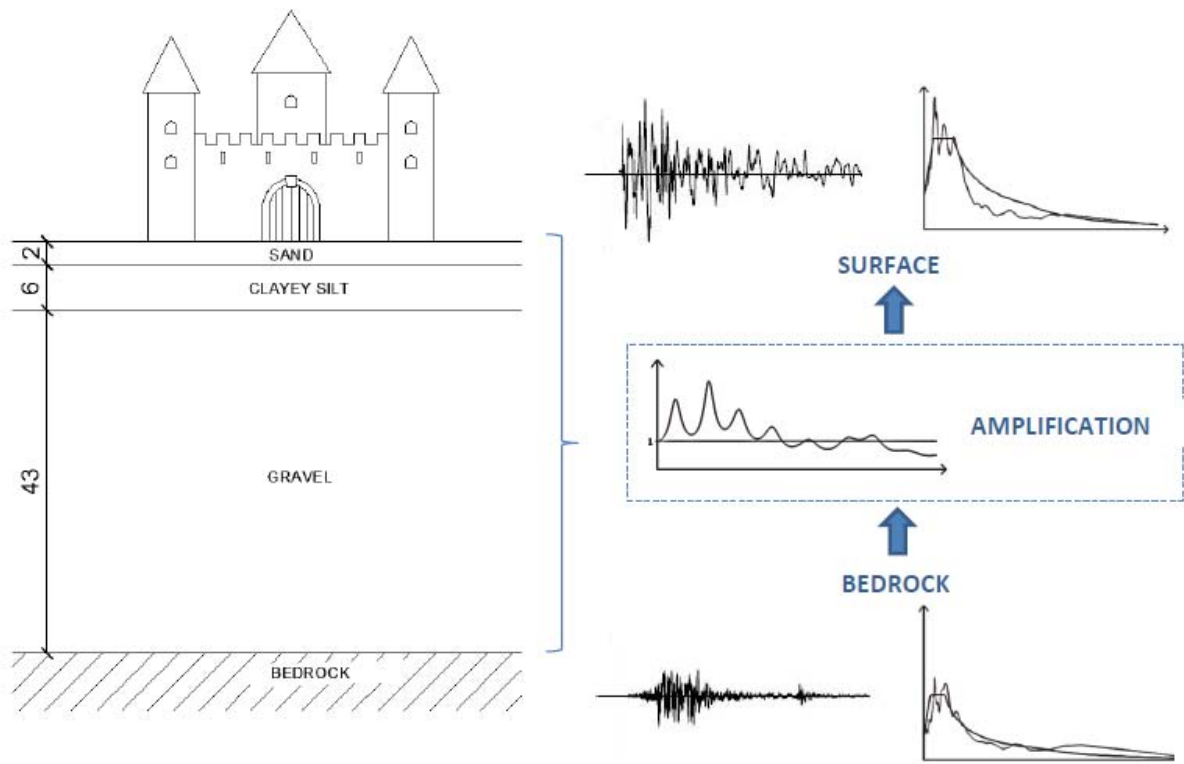 2
SAND
6
CLAYEY SILT
43
GRAVEL
BEDROCK
SURFACE
1
AMPLIFICATION
BEDROCK